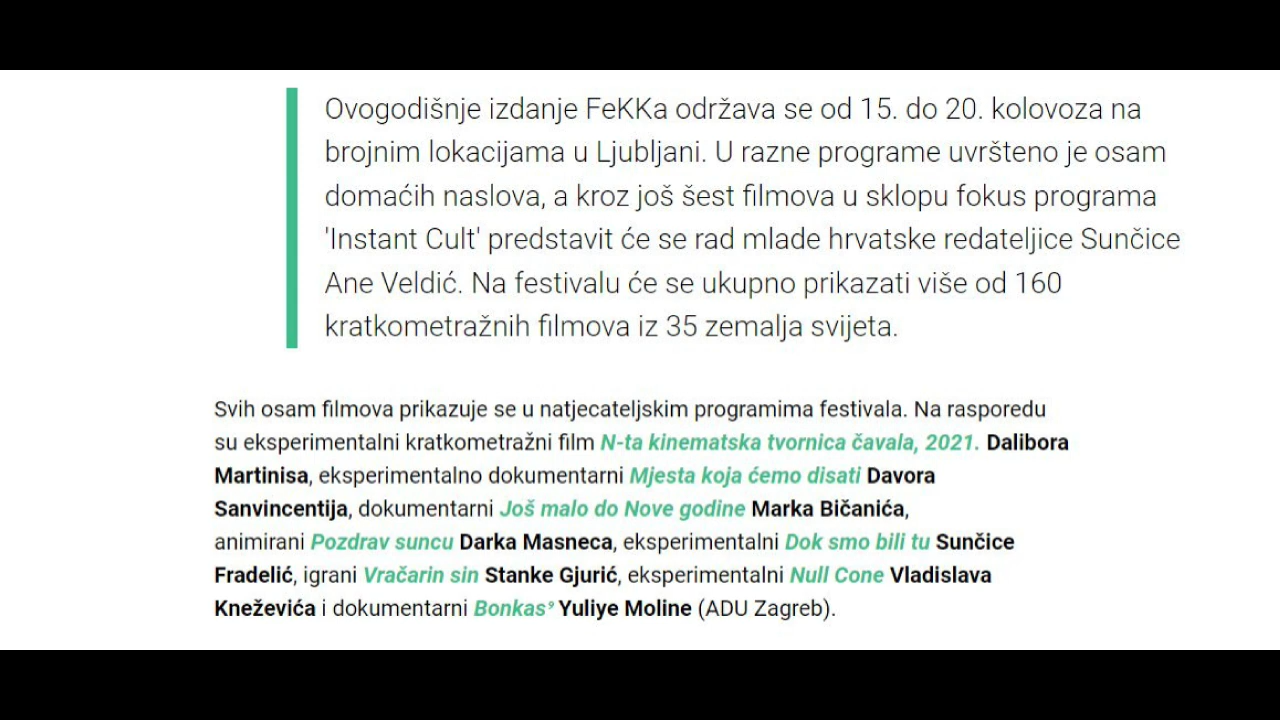 Ovogodišnje izdanje FeKKa održava se od 15. do 20. kolovoza na
brojnim lokacijama u Ljubljani. U razne programe uvršteno je osam
domaćih naslova, a kroz još šest filmova u sklopu fokus programa
'Instant Cult' predstavit će se rad mlade hrvatske redateljice Sunčice
Ane Veldić. Na festivalu će se ukupno prikazati više od 160
kratkometražnih filmova iz 35 zemalja svijeta.
Svih osam filmova prikazuje se u natjecateljskim programima festivala. Na rasporedu
su eksperimentalni kratkometražni film N-ta kinematska tvornica čavala, 2021. Dalibora
Martinisa, eksperimentalno dokumentarni Mjesta koja ćemo disati Davora
Sanvincentija, dokumentarni Još malo do Nove godine Marka Bičanića,
animirani Pozdrav suncu Darka Masneca, eksperimentalni Dok smo bili tu Sunčice
Fradelić, igrani Vračarin sin Stanke Gjurić, eksperimentalni Null Cone Vladislava
Kneževića i dokumentarni Bonkas⁹ Yuliye Moline (ADU Zagreb).